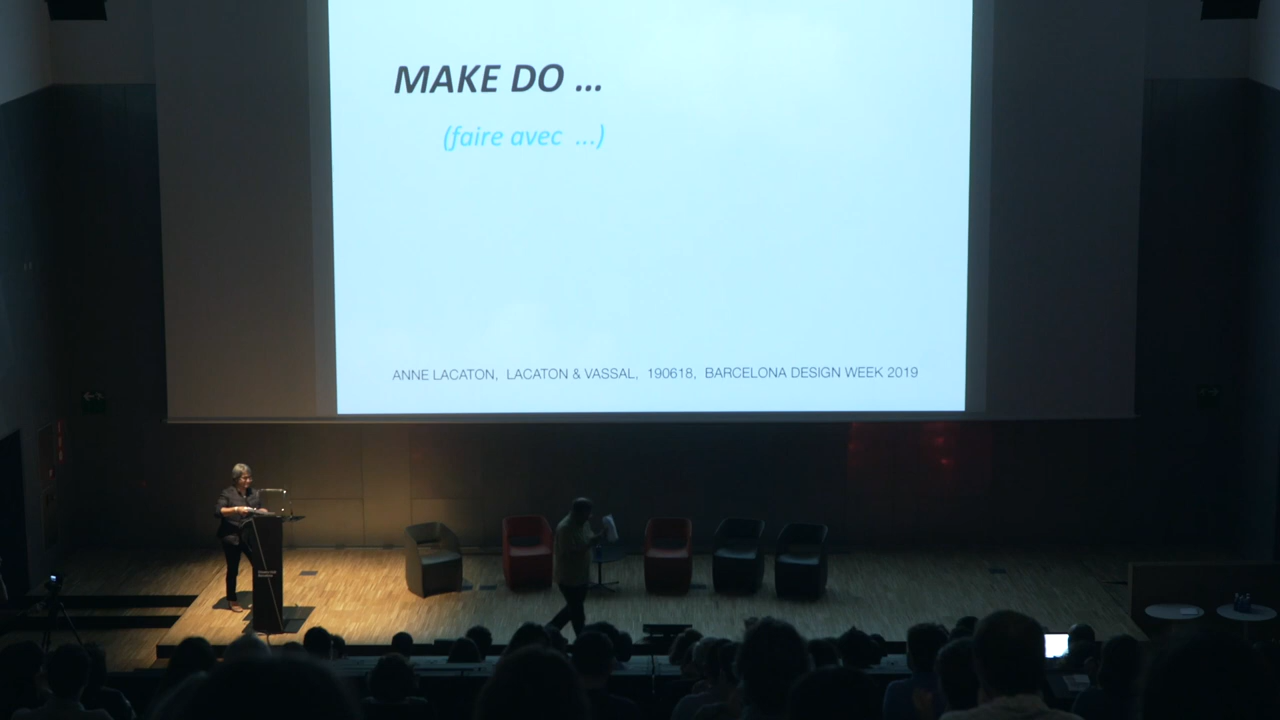 MAKE DO ...
(faire avec ...)
ANNE LACATON, LACATON & VASSAL, 190618, BARCELONA DESIGN WEEK 2019